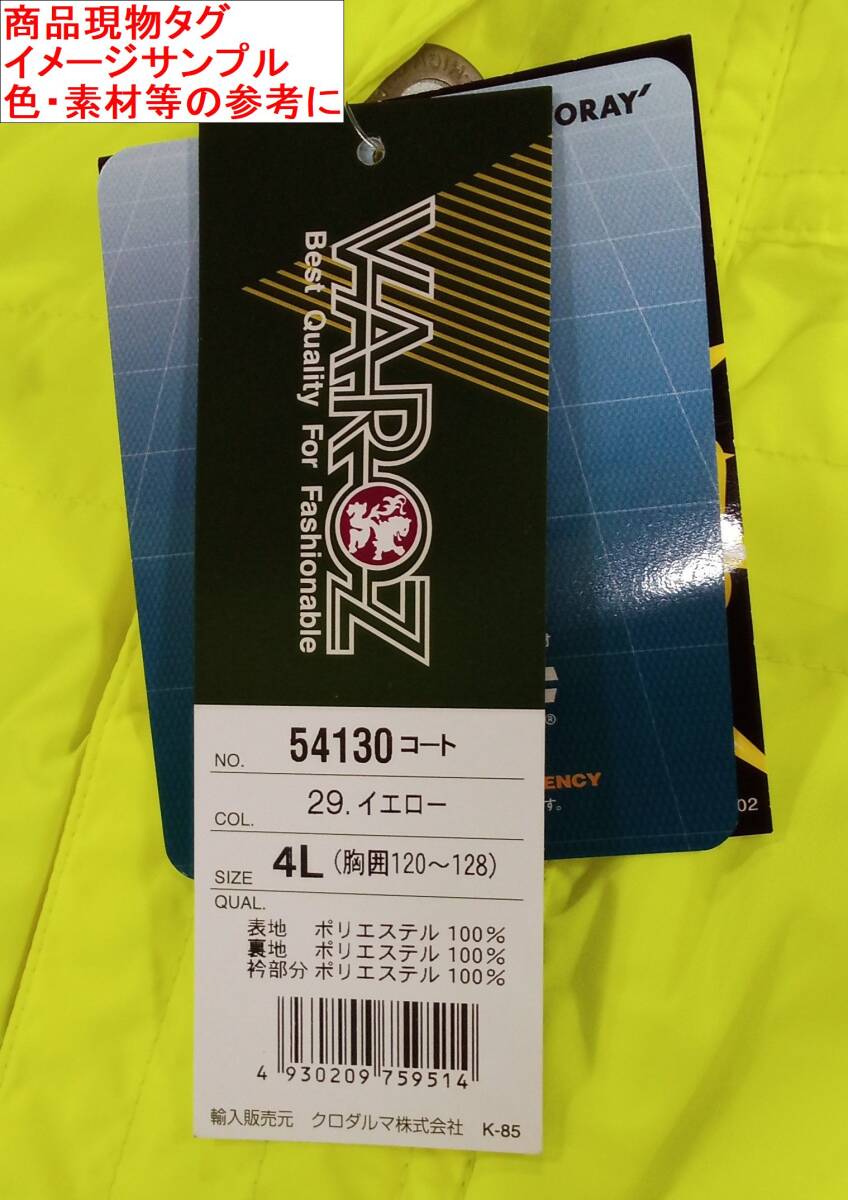 商品現物タグ
イメージサンプル
色・素材等の参考に
ORAY
VAROZ
Best Quality For Fashionable
NO. 54130 コート
COL. 29. イエロー
SIZE 4L (胸囲120～128)
QUAL.
表地 ポリエステル 100%
裏地 ポリエステル 100%
衿部分 ポリエステル 100%
4 930209 759514
輸入販売元 クロダルマ株式会社 K-85
®
ENCY
す。
02